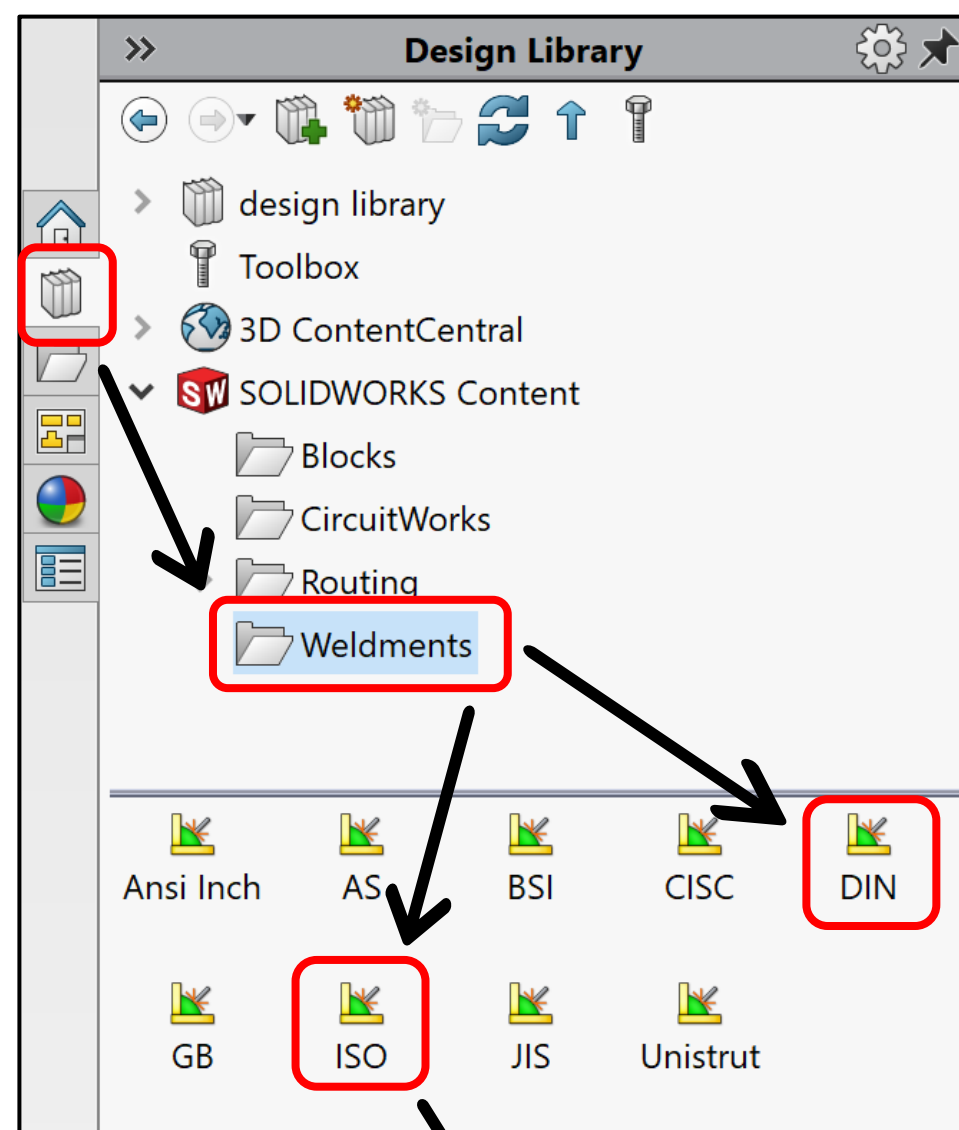 Design Library
design library
Toolbox
3D ContentCentral
SW SOLIDWORKS Content
Blocks
CircuitWorks
Routing
Weldments
Ansi Inch AS BSI CISC DIN
GB ISO JIS Unistrut